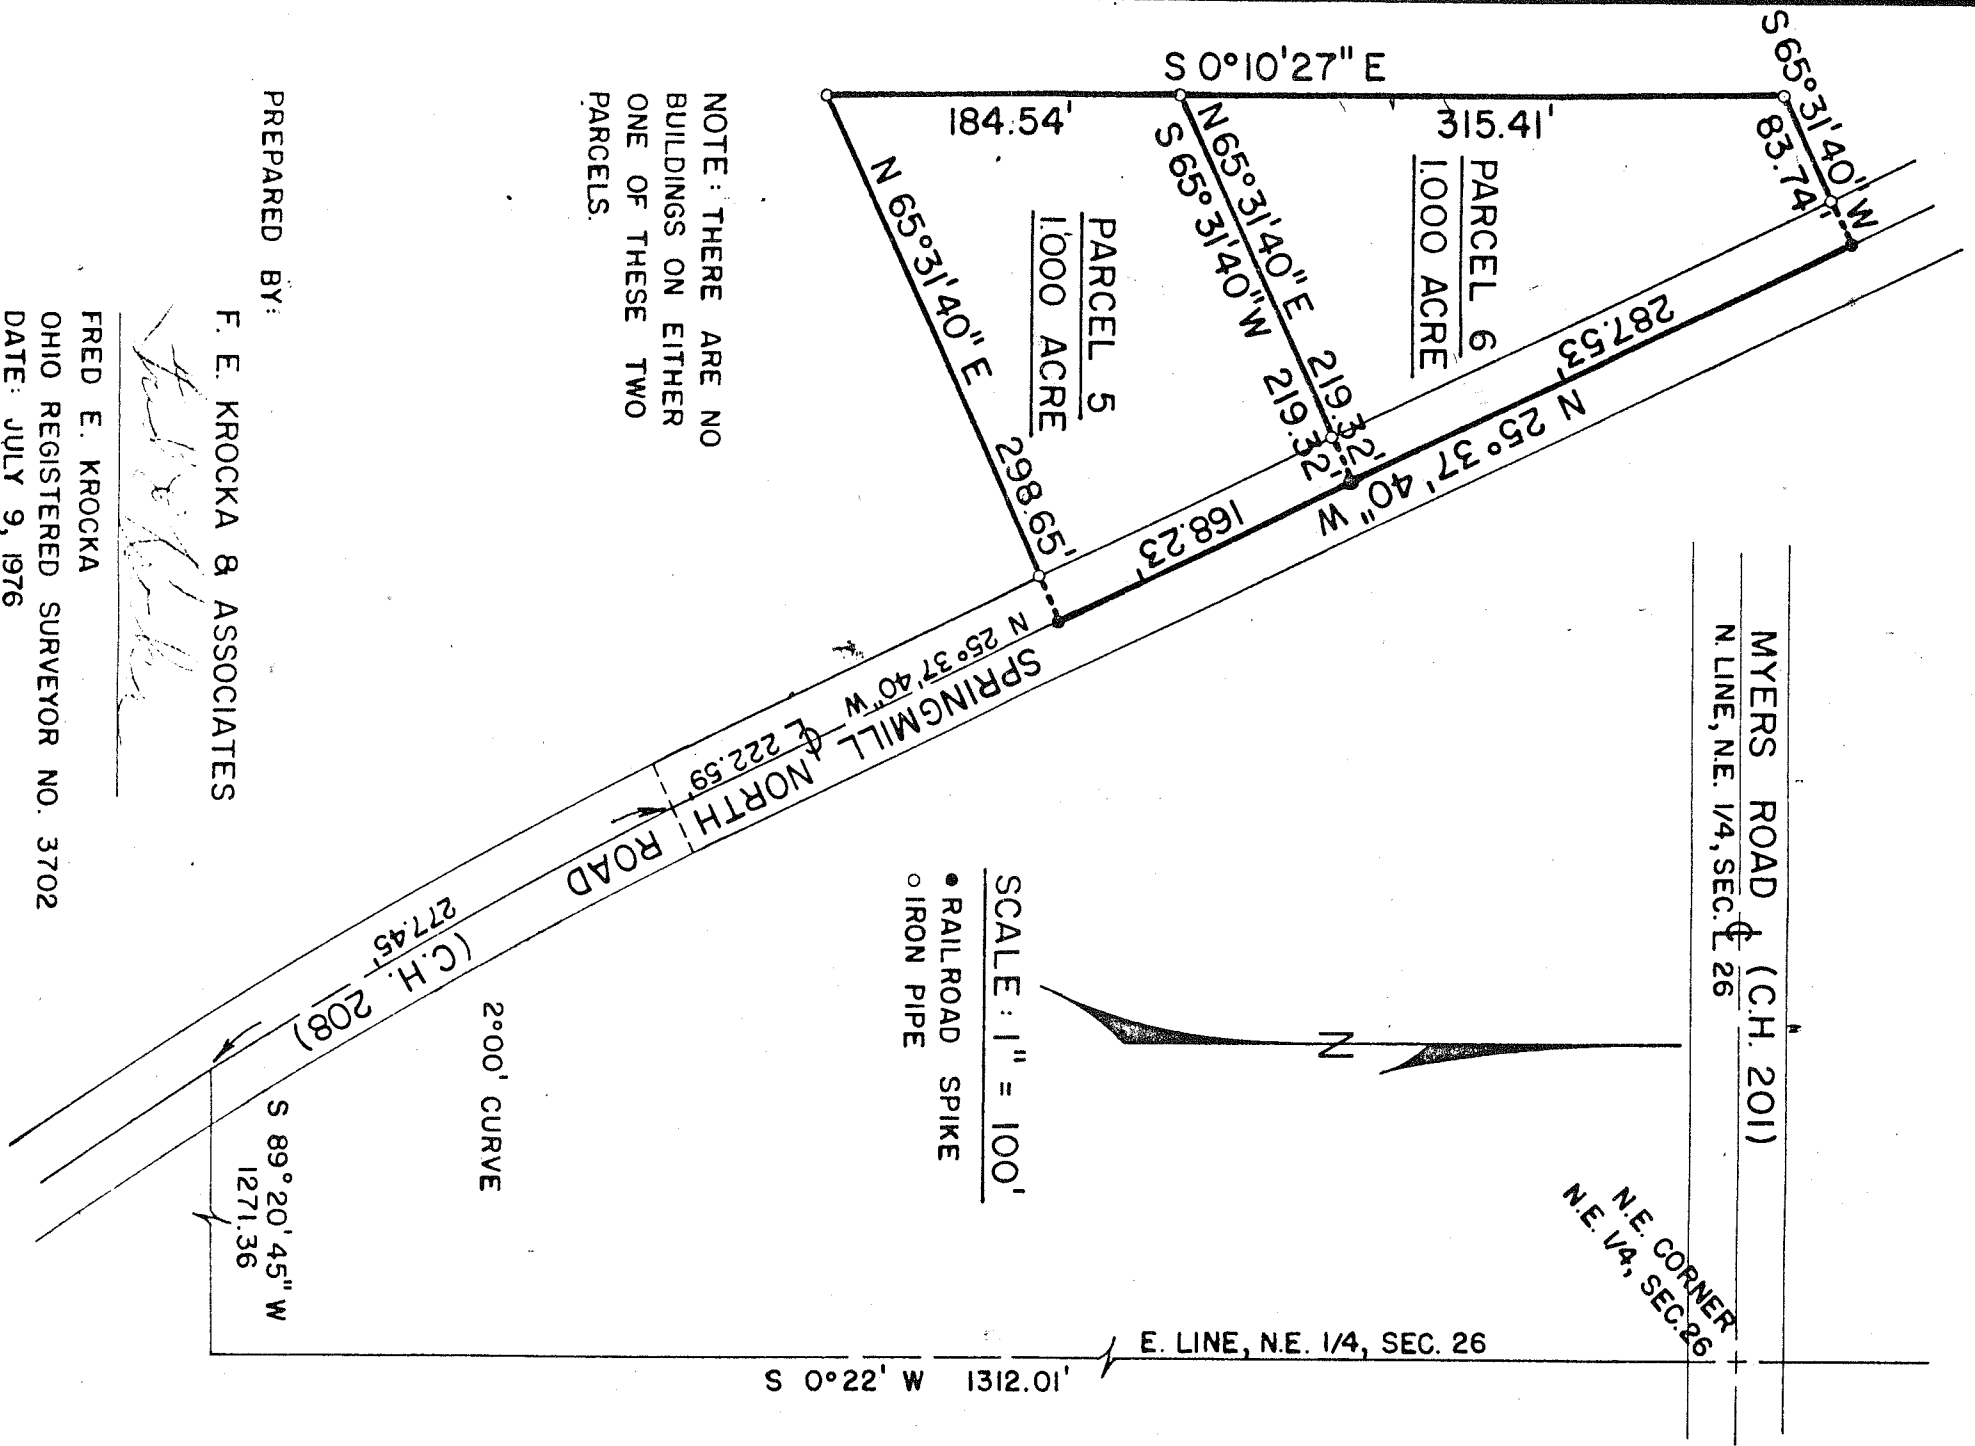 MYERS ROAD ℄ (C.H. 201)
N. LINE, N.E. 1/4, SEC. 26
N.E. CORNER
N.E. 1/4, SEC. 26
E. LINE, N.E. 1/4, SEC. 26
S 0°22' W 1312.01'
S 65°31'40" W
83.74'
S 0°10'27" E
315.41'
184.54'
PARCEL 6
1.000 ACRE
287.53'
N 25°37'40" W
N 65°31'40" E 219.32'
S 65°31'40" W 219.32'
PARCEL 5
1.000 ACRE
168.23'
N 65°31'40" E 298.65'
N 25°37'40" W
℄ 222.59'
SPRINGMILL NORTH ROAD (C.H. 208)
277.45'
2°00' CURVE
S 89°20'45" W
1271.36
N
SCALE: 1" = 100'
● RAILROAD SPIKE
○ IRON PIPE
NOTE: THERE ARE NO
BUILDINGS ON EITHER
ONE OF THESE TWO
PARCELS.
PREPARED BY:
F. E. KROCKA & ASSOCIATES
FRED E. KROCKA
OHIO REGISTERED SURVEYOR NO. 3702
DATE: JULY 9, 1976